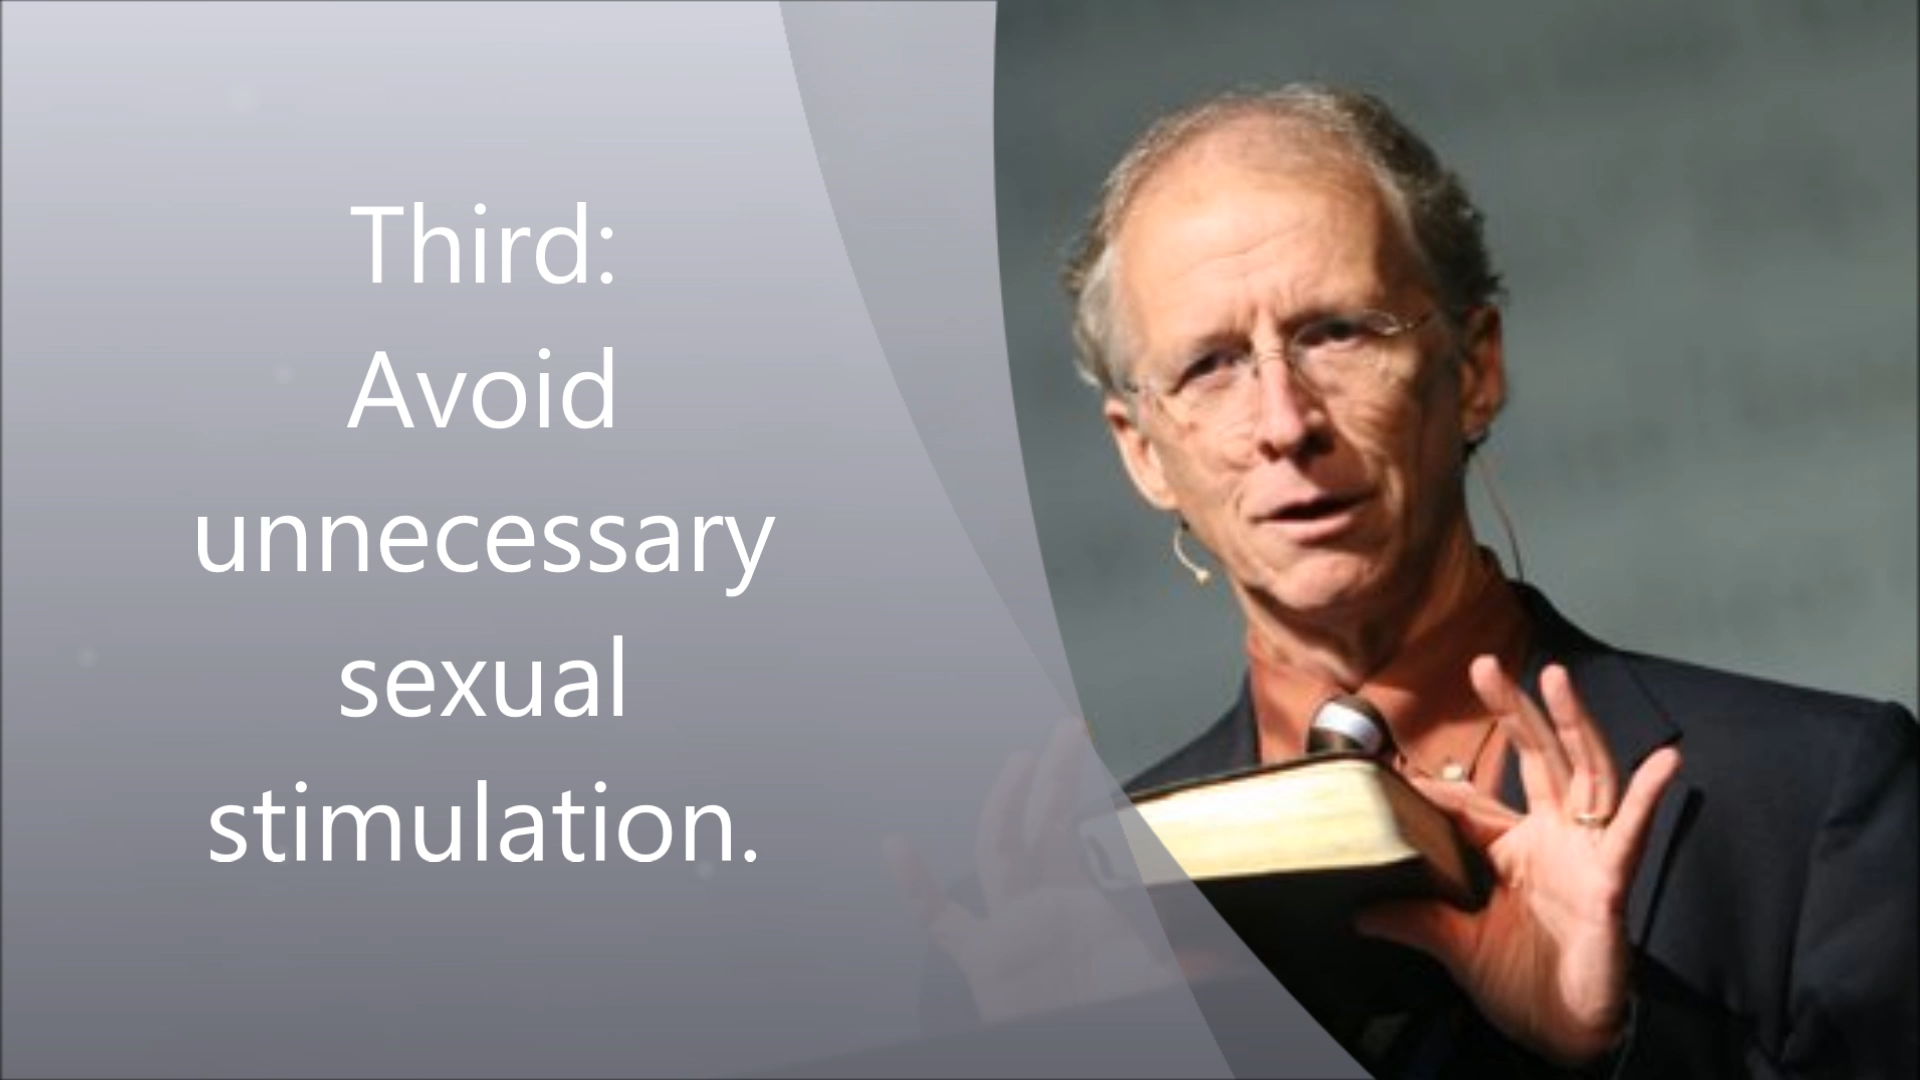 Third:
Avoid
unnecessary
sexual
stimulation.